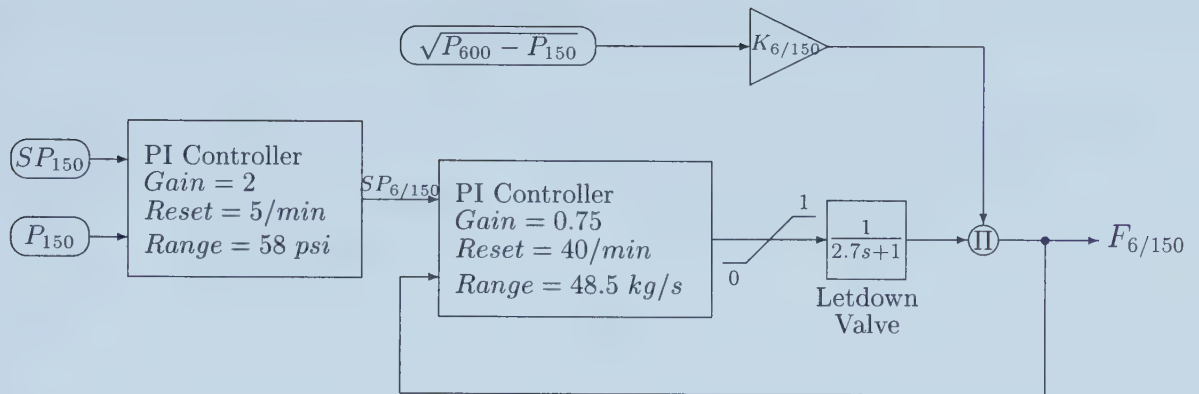 √P600 − P150
K6/150
SP150
P150
PI Controller
Gain = 2
Reset = 5/min
Range = 58 psi
SP6/150
PI Controller
Gain = 0.75
Reset = 40/min
Range = 48.5 kg/s
1
0
1
2.7s+1
Letdown
Valve
Π
F6/150